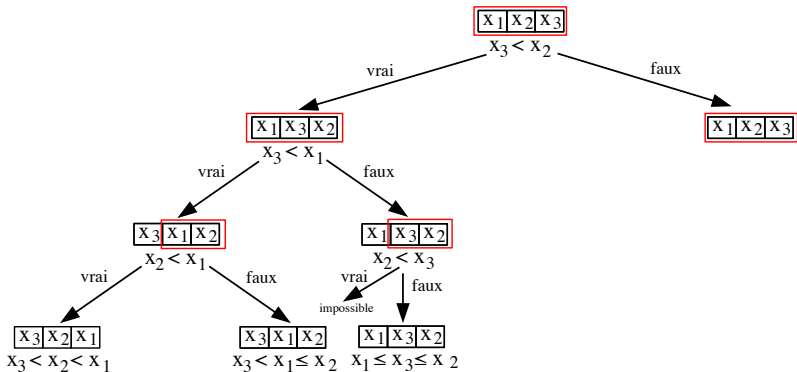 x₁ x₂ x₃
x₃ < x₂
vrai
faux
x₁ x₃ x₂
x₁ x₂ x₃
x₃ < x₁
vrai
faux
x₃ x₁ x₂
x₁ x₃ x₂
x₂ < x₁
x₂ < x₃
vrai
faux
vrai
faux
impossible
x₃ x₂ x₁
x₃ x₁ x₂
x₁ x₃ x₂
x₃ < x₂ < x₁
x₃ < x₁ ≤ x₂
x₁ ≤ x₃ ≤ x₂